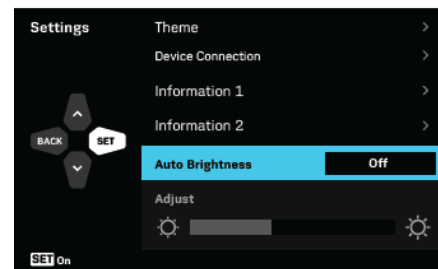 Settings
Theme
Device Connection
Information 1
Information 2
BACK
SET
Auto Brightness Off
Adjust
SET On